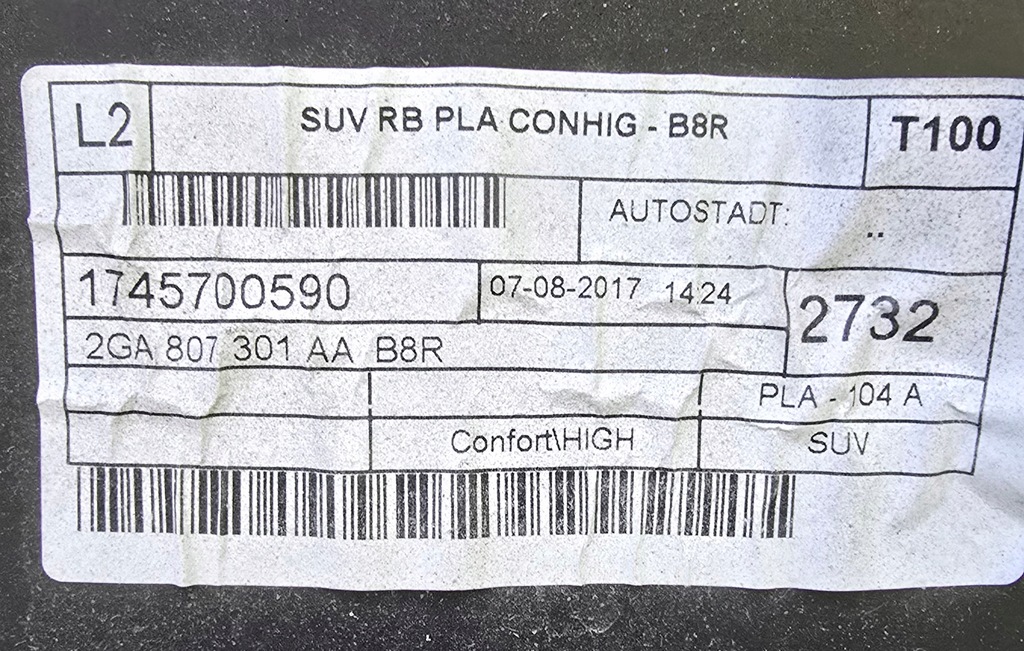 L2
SUV RB PLA CONHIG - B8R
T100
AUTOSTADT:
..
1745700590
07-08-2017 1424
2732
2GA 807 301 AA B8R
PLA - 104 A
Confort\HIGH
SUV